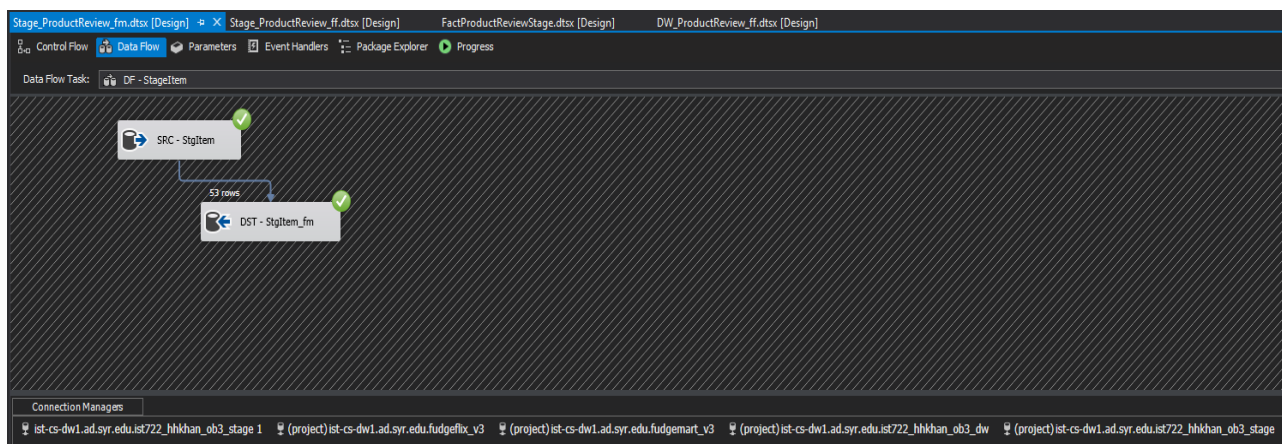 Stage_ProductReview_fm.dtsx [Design] Stage_ProductReview_ff.dtsx [Design] FactProductReviewStage.dtsx [Design] DW_ProductReview_ff.dtsx [Design]
Control Flow Data Flow Parameters Event Handlers Package Explorer Progress
Data Flow Task: DF - StageItem
SRC - StgItem
53 rows
DST - StgItem_fm
Connection Managers
ist-cs-dw1.ad.syr.edu.ist722_hhkhan_ob3_stage 1 (project) ist-cs-dw1.ad.syr.edu.fudgeflix_v3 (project) ist-cs-dw1.ad.syr.edu.fudgemart_v3 (project) ist-cs-dw1.ad.syr.edu.ist722_hhkhan_ob3_dw (project) ist-cs-dw1.ad.syr.edu.ist722_hhkhan_ob3_stage